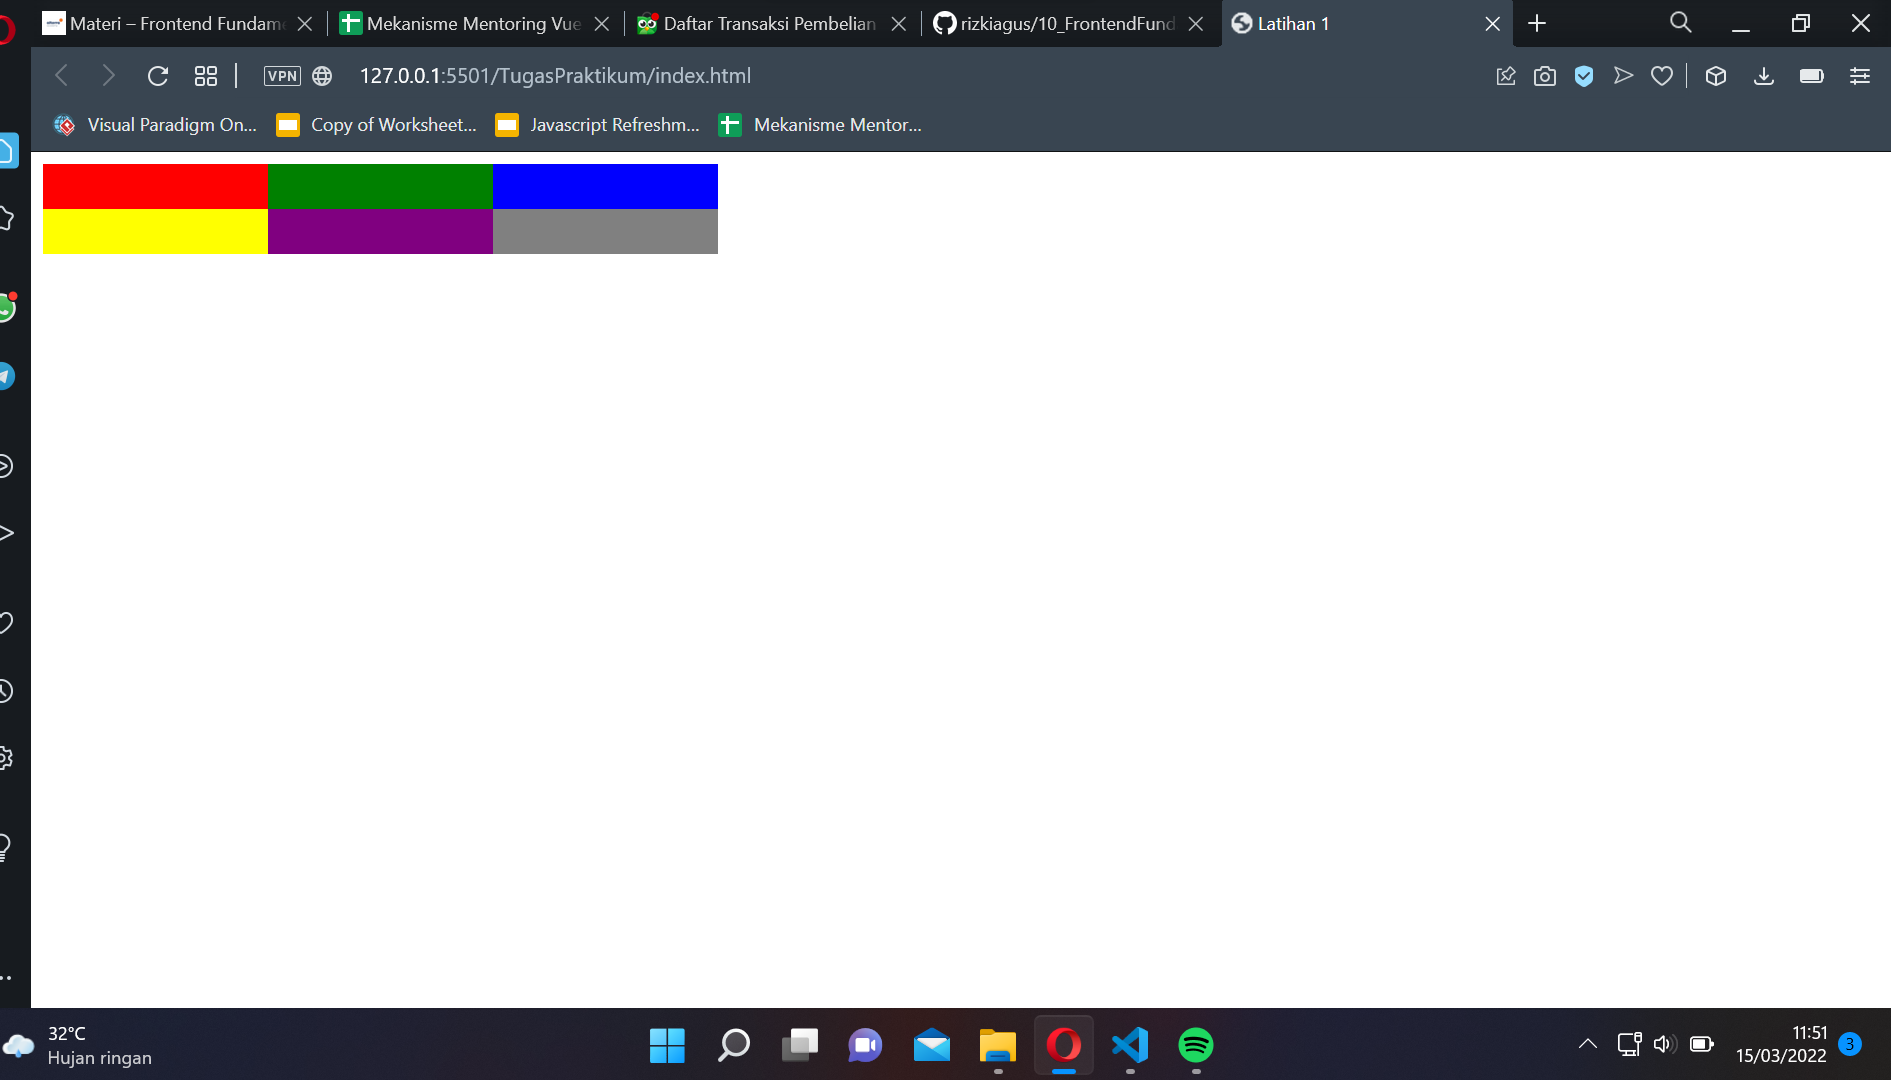 Materi – Frontend Fundame
Mekanisme Mentoring Vue
Daftar Transaksi Pembelian
rizkiagus/10_FrontendFund
Latihan 1
VPN
127.0.0.1:5501/TugasPraktikum/index.html
Visual Paradigm On...
Copy of Worksheet...
Javascript Refreshm...
Mekanisme Mentor...
32°C
Hujan ringan
11:51
15/03/2022
3